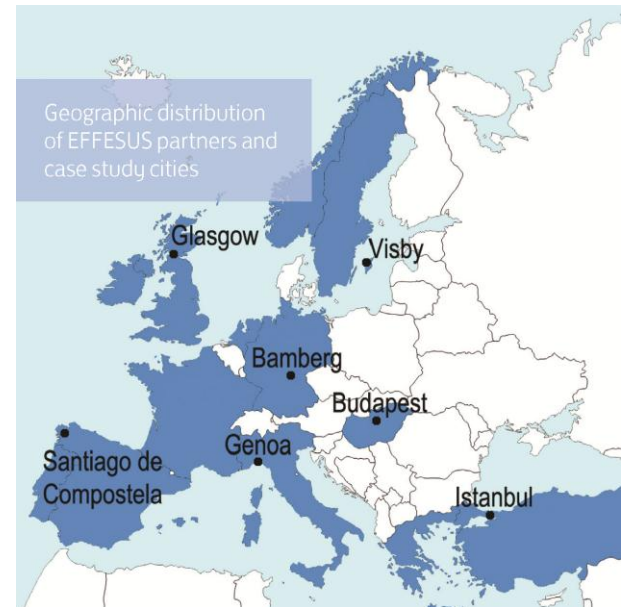 Geographic distribution
of EFFESUS partners and
case study cities
Glasgow
Visby
Bamberg
Budapest
Genoa
Santiago de
Compostela
Istanbul